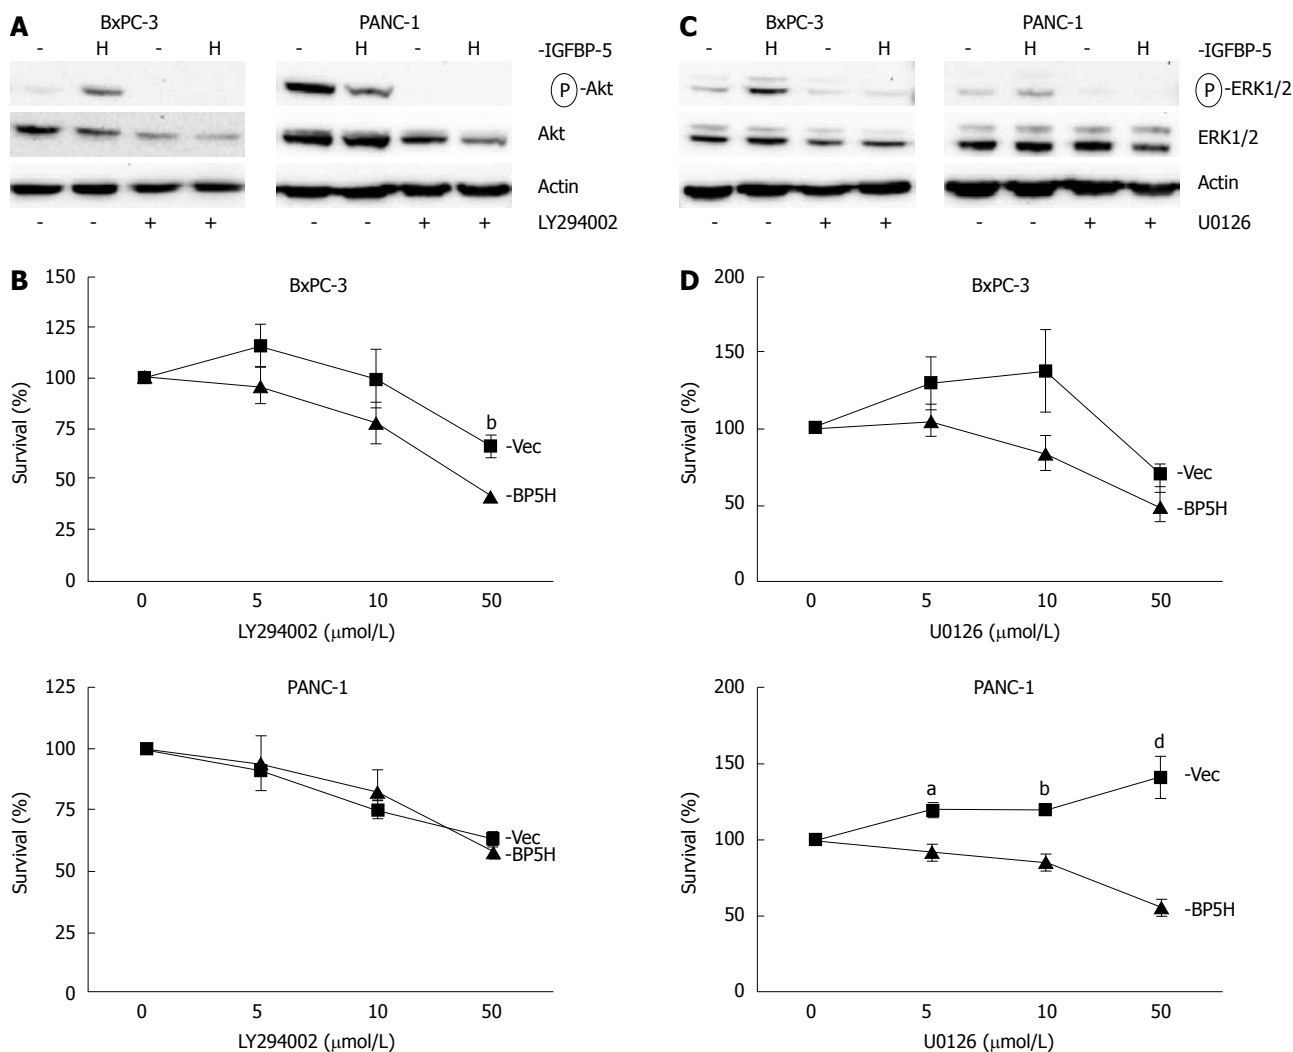 A
BxPC-3
PANC-1
- H - H
- H - H
-IGFBP-5
P -Akt
Akt
Actin
- - + +
- - + +
LY294002
C
BxPC-3
PANC-1
- H - H
- H - H
-IGFBP-5
P -ERK1/2
ERK1/2
Actin
- - + +
- - + +
U0126
B
BxPC-3
Survival (%)
150
125
100
75
50
25
0
b
-Vec
-BP5H
0 5 10 50
LY294002 (μmol/L)
PANC-1
Survival (%)
125
100
75
50
25
0
-Vec
-BP5H
0 5 10 50
LY294002 (μmol/L)
D
BxPC-3
Survival (%)
200
150
100
50
0
-Vec
-BP5H
0 5 10 50
U0126 (μmol/L)
PANC-1
Survival (%)
200
150
100
50
0
a b d
-Vec
-BP5H
0 5 10 50
U0126 (μmol/L)